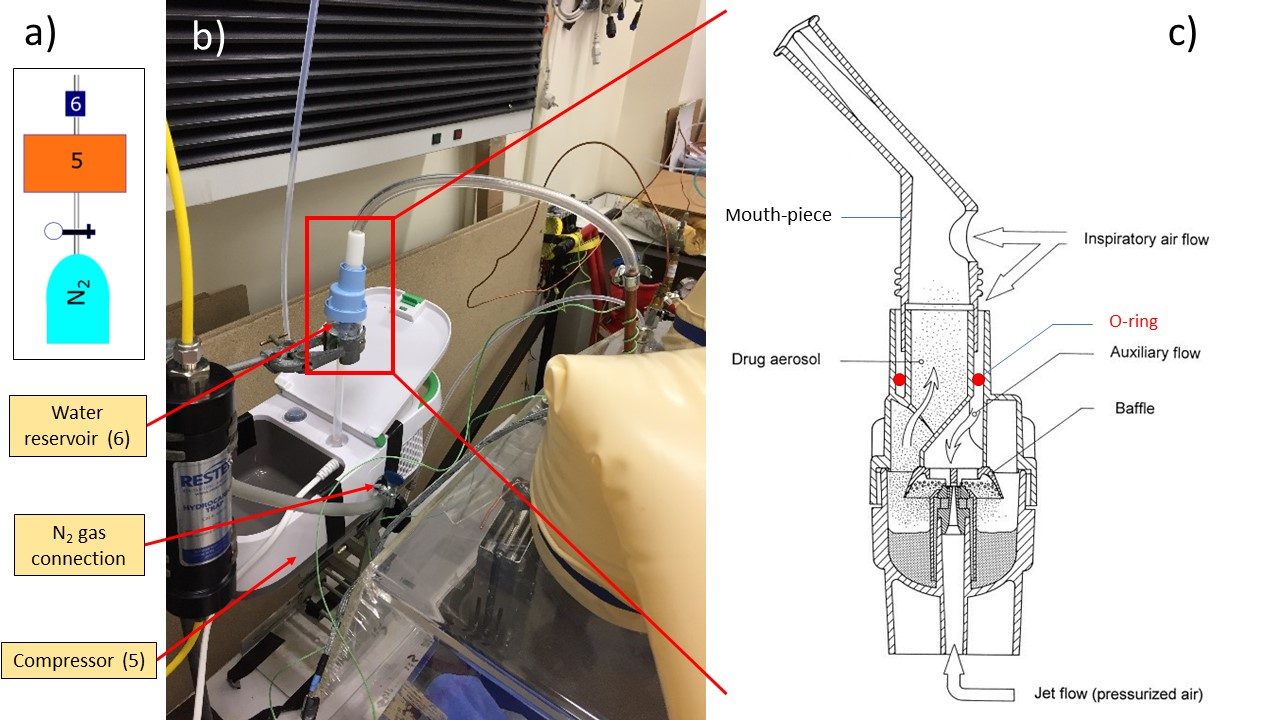 a)
6
5
N2
b)
Water
reservoir (6)
N2 gas
connection
Compressor (5)
RESTEK
HYDROCARBON
TRAP
c)
Mouth-piece
Inspiratory air flow
O-ring
Drug aerosol
Auxiliary flow
Baffle
Jet flow (pressurized air)